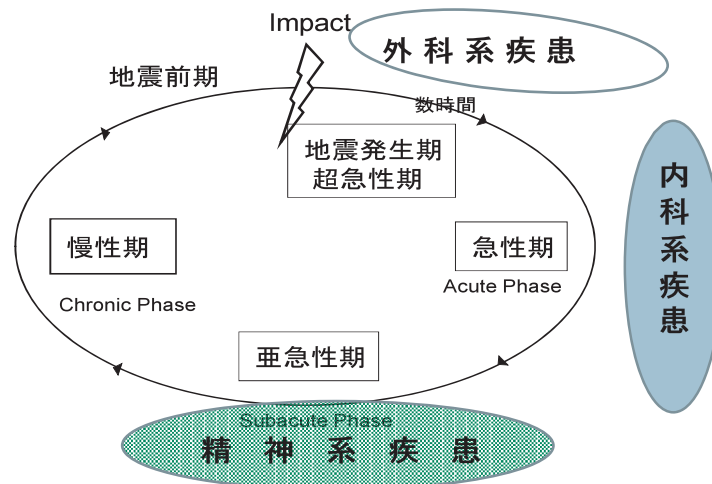 Impact
外科系疾患
地震前期
数時間
地震発生期
超急性期
内科系疾患
慢性期
急性期
Chronic Phase
Acute Phase
亜急性期
Subacute Phase
精神系疾患